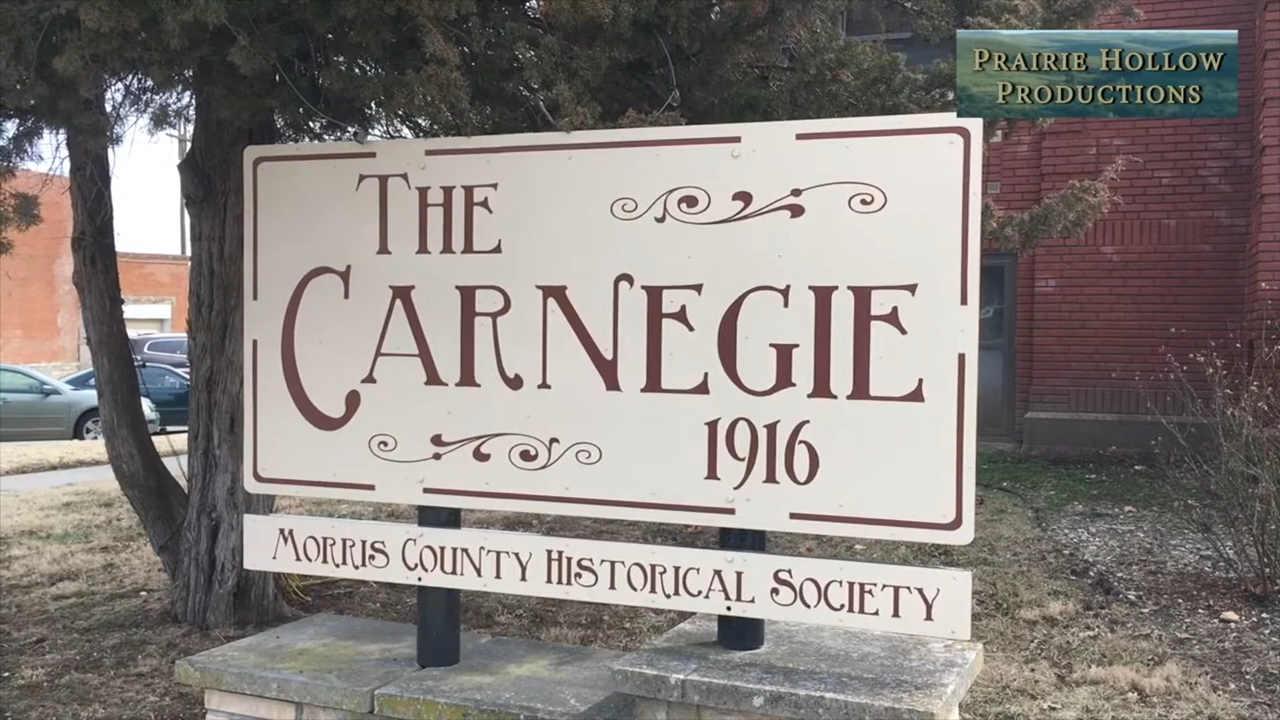 PRAIRIE HOLLOW
PRODUCTIONS
THE
CARNEGIE
1916
MORRIS COUNTY HISTORICAL SOCIETY